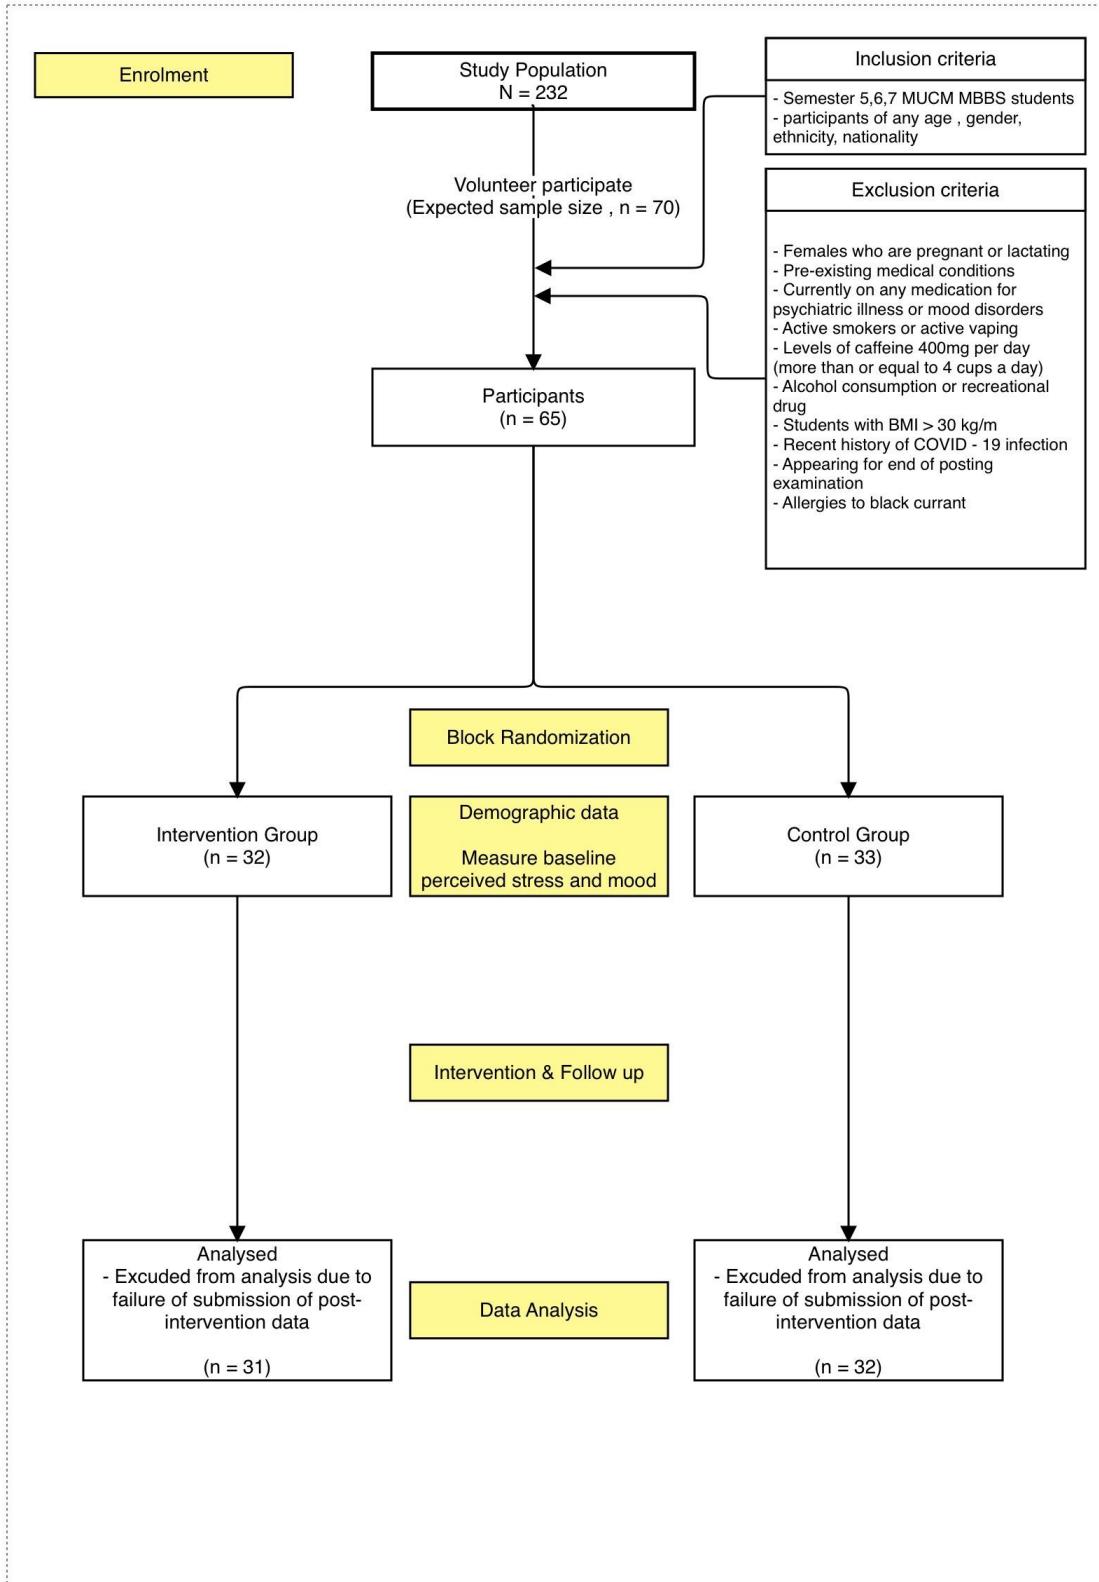 Enrolment
Study Population
N = 232
Inclusion criteria
- Semester 5,6,7 MUCM MBBS students
- participants of any age , gender,
ethnicity, nationality
Volunteer participate
(Expected sample size , n = 70)
Exclusion criteria
- Females who are pregnant or lactating
- Pre-existing medical conditions
- Currently on any medication for
psychiatric illness or mood disorders
- Active smokers or active vaping
- Levels of caffeine 400mg per day
(more than or equal to 4 cups a day)
- Alcohol consumption or recreational
drug
- Students with BMI > 30 kg/m
- Recent history of COVID - 19 infection
- Appearing for end of posting
examination
- Allergies to black currant
Participants
(n = 65)
Block Randomization
Intervention Group
(n = 32)
Demographic data
Measure baseline
perceived stress and mood
Control Group
(n = 33)
Intervention & Follow up
Analysed
- Excuded from analysis due to
failure of submission of post-
intervention data
(n = 31)
Data Analysis
Analysed
- Excuded from analysis due to
failure of submission of post-
intervention data
(n = 32)